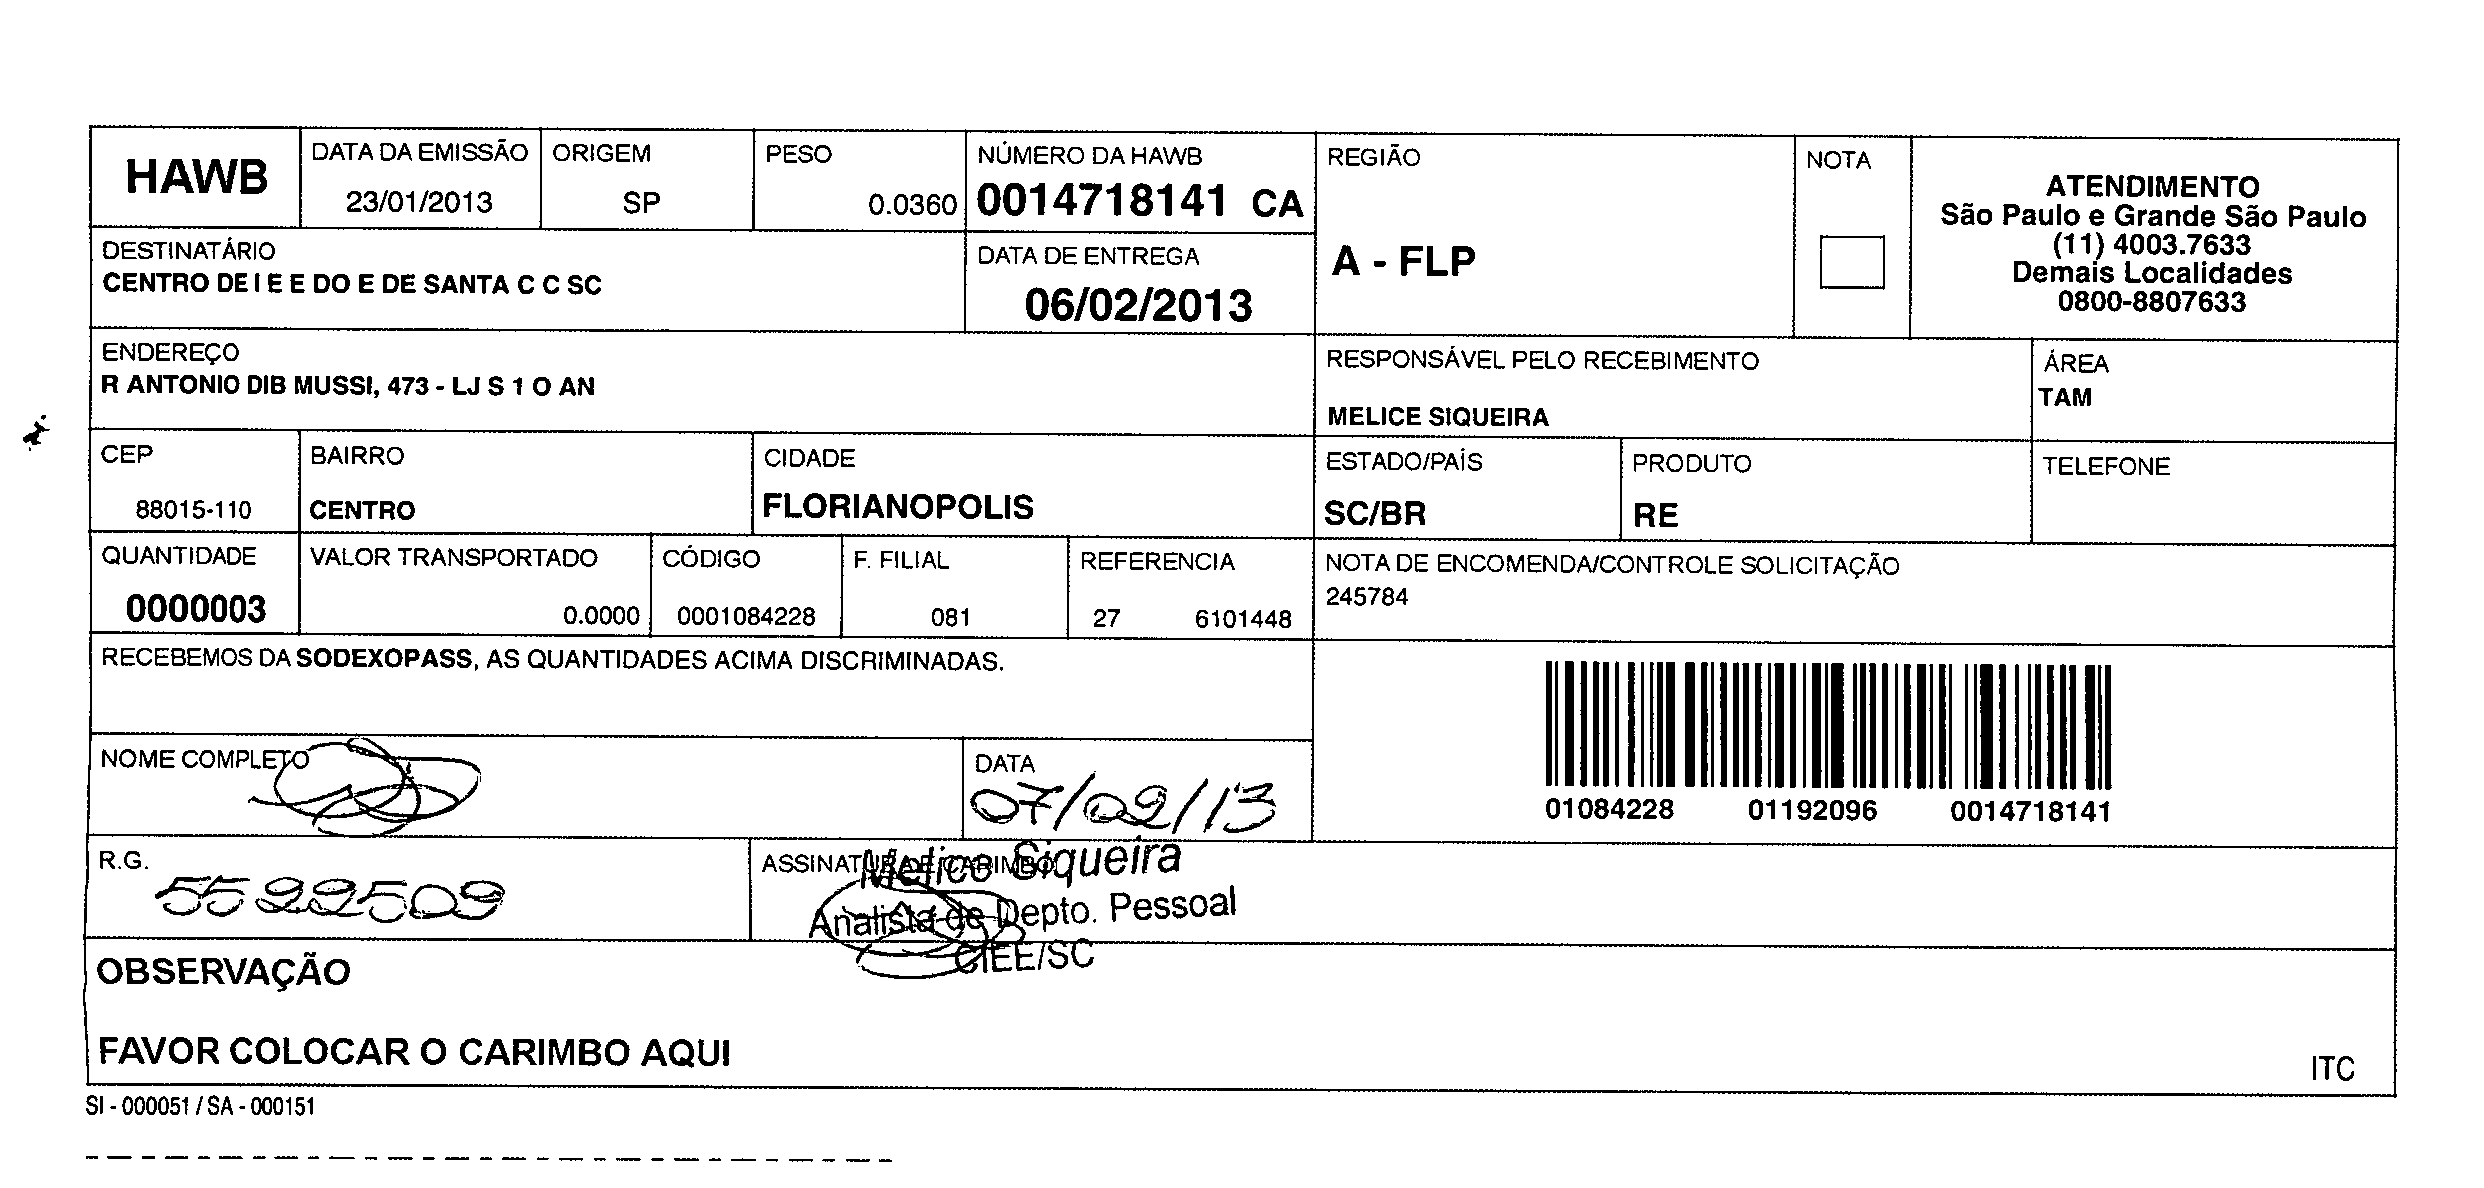 HAWB
DATA DA EMISSÃO
23/01/2013
ORIGEM
SP
PESO
0.0360
NÚMERO DA HAWB
0014718141 CA
REGIÃO
A - FLP
NOTA
ATENDIMENTO
São Paulo e Grande São Paulo
(11) 4003.7633
Demais Localidades
0800-8807633
DESTINATÁRIO
CENTRO DE I E E DO E DE SANTA C C SC
DATA DE ENTREGA
06/02/2013
ENDEREÇO
R ANTONIO DIB MUSSI, 473 - LJ S 1 O AN
RESPONSÁVEL PELO RECEBIMENTO
MELICE SIQUEIRA
ÁREA
TAM
CEP
88015-110
BAIRRO
CENTRO
CIDADE
FLORIANOPOLIS
ESTADO/PAÍS
SC/BR
PRODUTO
RE
TELEFONE
QUANTIDADE
0000003
VALOR TRANSPORTADO
0.0000
CÓDIGO
0001084228
F. FILIAL
081
REFERENCIA
27 6101448
NOTA DE ENCOMENDA/CONTROLE SOLICITAÇÃO
245784
RECEBEMOS DA SODEXOPASS, AS QUANTIDADES ACIMA DISCRIMINADAS.
01084228 01192096 0014718141
NOME COMPLETO
DATA
07/02/13
R.G.
5522509
ASSINATURA E CARIMBO
Melice Siqueira
Analista de Depto. Pessoal
CIEE/SC
OBSERVAÇÃO
FAVOR COLOCAR O CARIMBO AQUI
ITC
SI - 000051 / SA - 000151